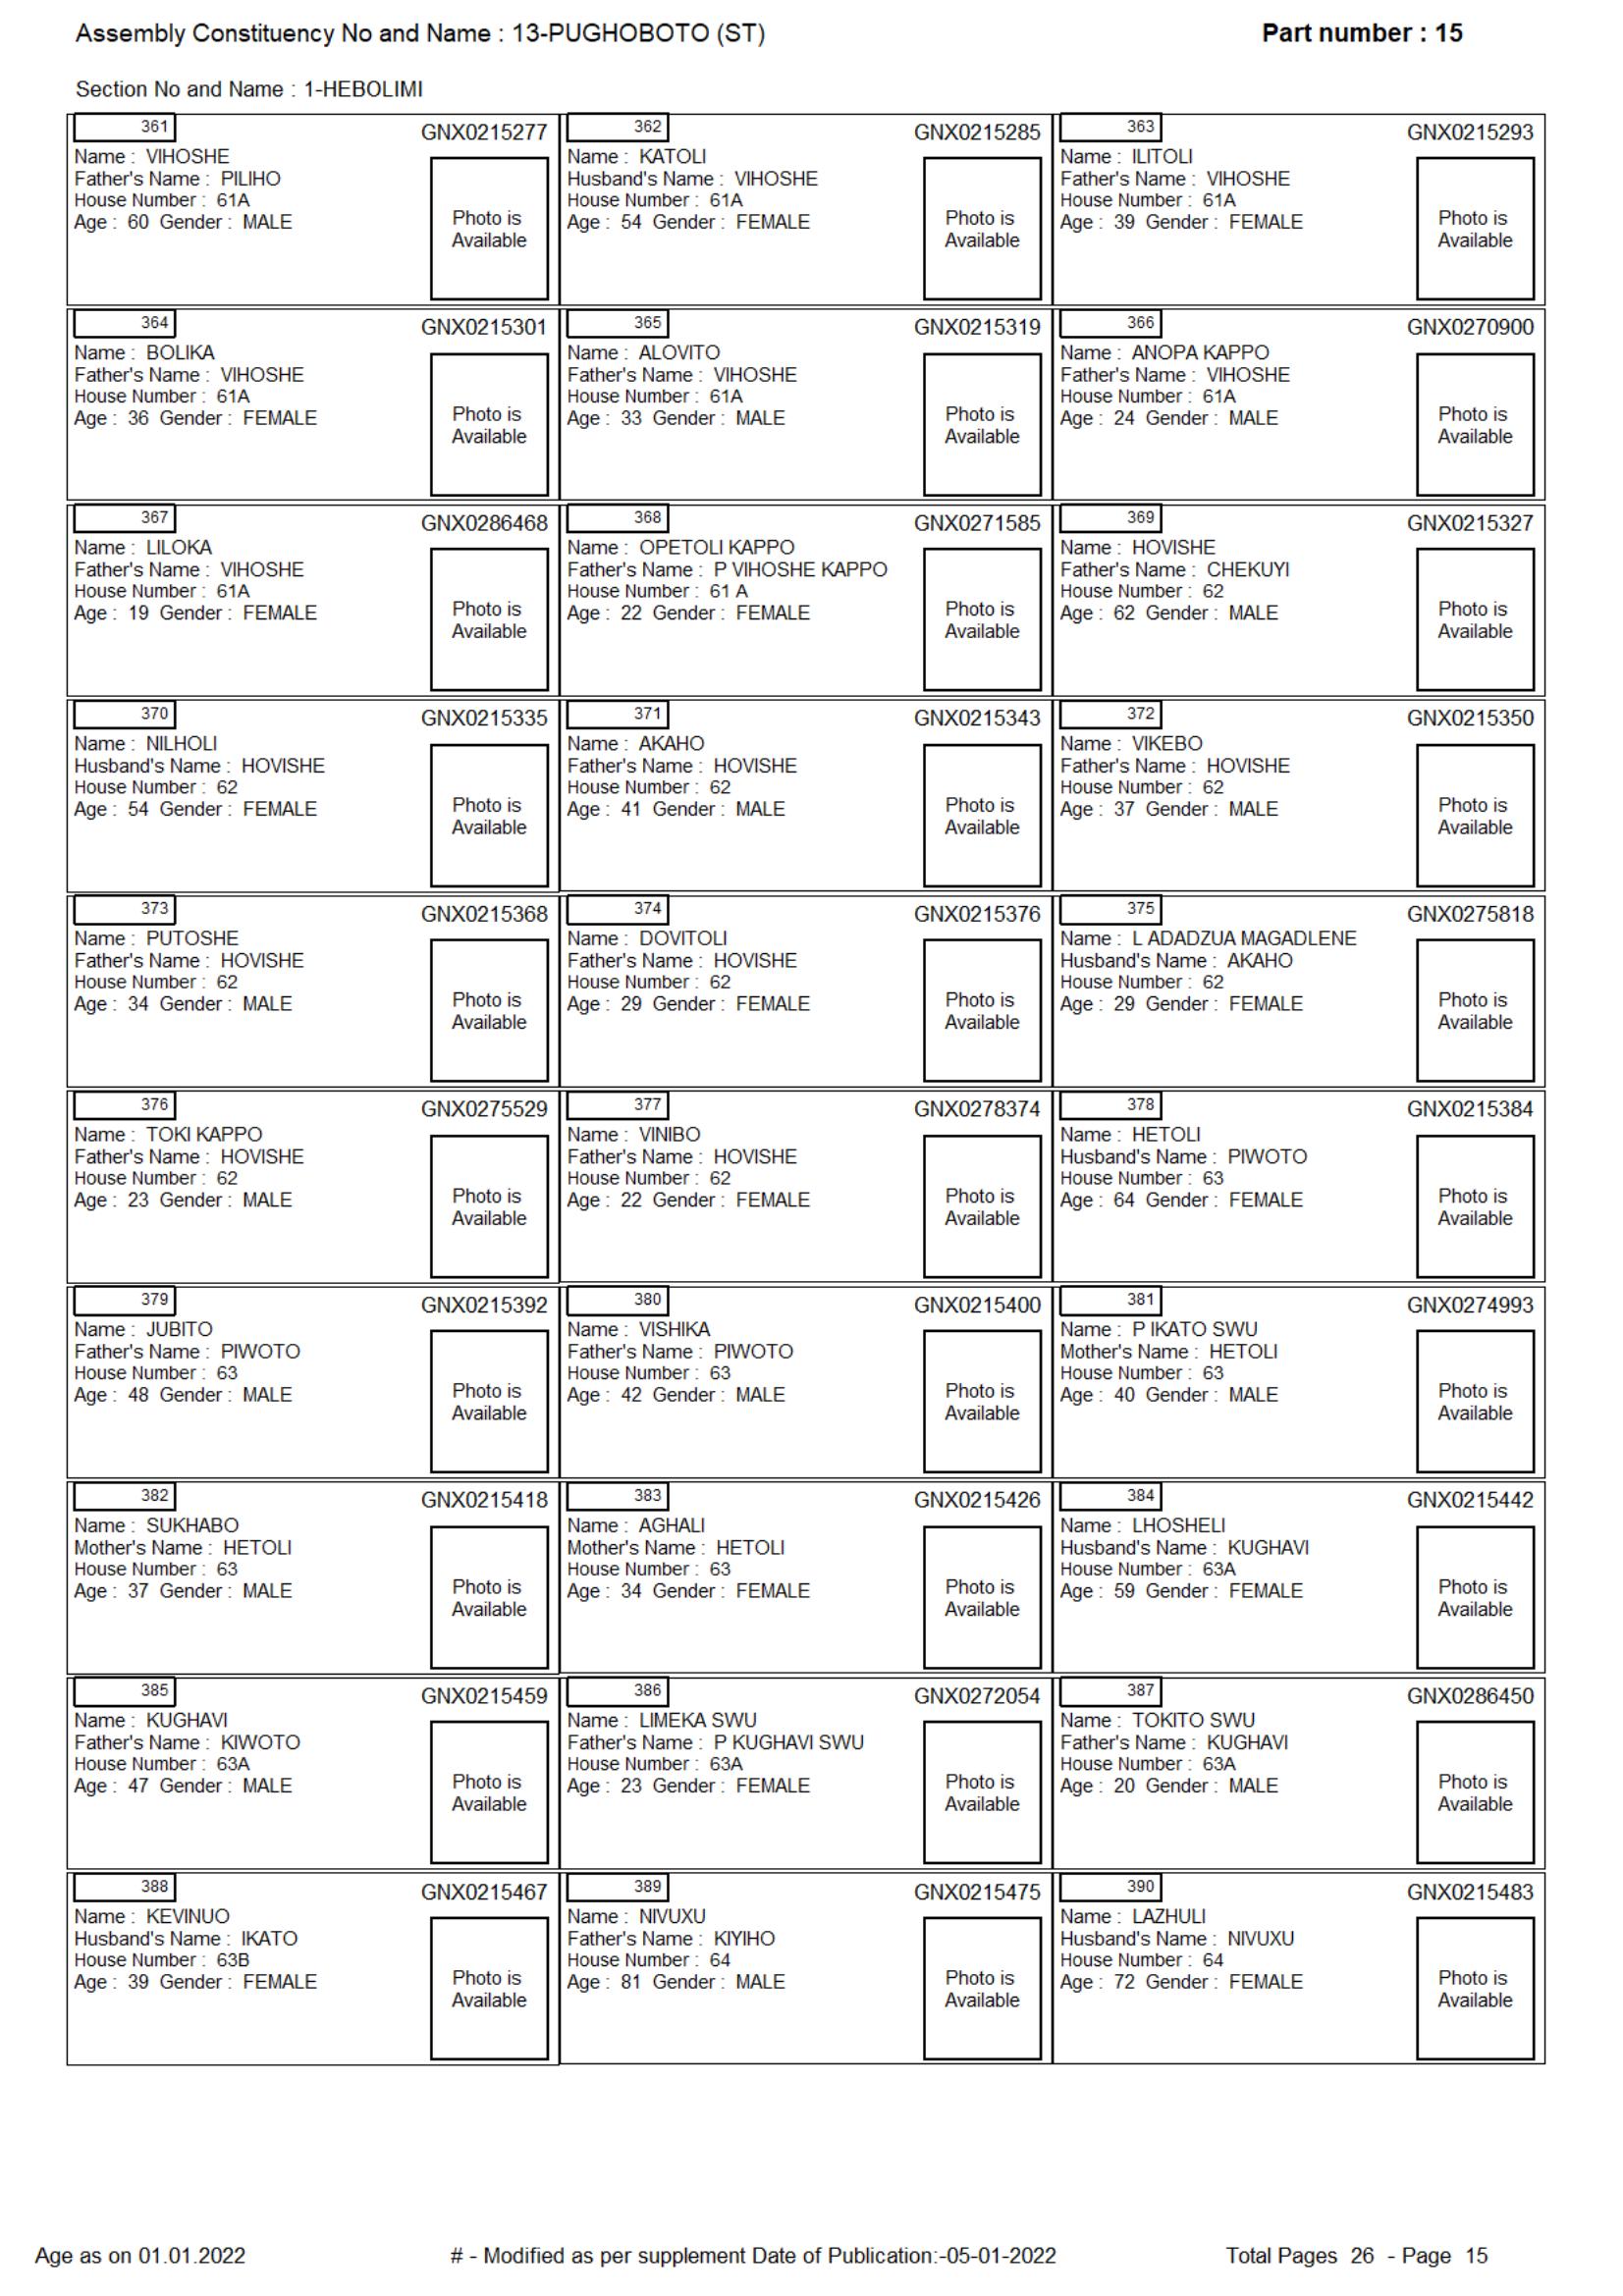 Assembly Constituency No and Name : 13-PUGHOBOTO (ST)
Part number : 15
Section No and Name : 1-HEBOLIMI
361
GNX0215277
Name : VIHOSHE
Father's Name : PILIHO
House Number : 61A
Age : 60 Gender : MALE
Photo is
Available
362
GNX0215285
Name : KATOLI
Husband's Name : VIHOSHE
House Number : 61A
Age : 54 Gender : FEMALE
Photo is
Available
363
GNX0215293
Name : ILITOLI
Father's Name : VIHOSHE
House Number : 61A
Age : 39 Gender : FEMALE
Photo is
Available
364
GNX0215301
Name : BOLIKA
Father's Name : VIHOSHE
House Number : 61A
Age : 36 Gender : FEMALE
Photo is
Available
365
GNX0215319
Name : ALOVITO
Father's Name : VIHOSHE
House Number : 61A
Age : 33 Gender : MALE
Photo is
Available
366
GNX0270900
Name : ANOPA KAPPO
Father's Name : VIHOSHE
House Number : 61A
Age : 24 Gender : MALE
Photo is
Available
367
GNX0286468
Name : LILOKA
Father's Name : VIHOSHE
House Number : 61A
Age : 19 Gender : FEMALE
Photo is
Available
368
GNX0271585
Name : OPETOLI KAPPO
Father's Name : P VIHOSHE KAPPO
House Number : 61 A
Age : 22 Gender : FEMALE
Photo is
Available
369
GNX0215327
Name : HOVISHE
Father's Name : CHEKUYI
House Number : 62
Age : 62 Gender : MALE
Photo is
Available
370
GNX0215335
Name : NILHOLI
Husband's Name : HOVISHE
House Number : 62
Age : 54 Gender : FEMALE
Photo is
Available
371
GNX0215343
Name : AKAHO
Father's Name : HOVISHE
House Number : 62
Age : 41 Gender : MALE
Photo is
Available
372
GNX0215350
Name : VIKEBO
Father's Name : HOVISHE
House Number : 62
Age : 37 Gender : MALE
Photo is
Available
373
GNX0215368
Name : PUTOSHE
Father's Name : HOVISHE
House Number : 62
Age : 34 Gender : MALE
Photo is
Available
374
GNX0215376
Name : DOVITOLI
Father's Name : HOVISHE
House Number : 62
Age : 29 Gender : FEMALE
Photo is
Available
375
GNX0275818
Name : L ADADZUA MAGADLENE
Husband's Name : AKAHO
House Number : 62
Age : 29 Gender : FEMALE
Photo is
Available
376
GNX0275529
Name : TOKI KAPPO
Father's Name : HOVISHE
House Number : 62
Age : 23 Gender : MALE
Photo is
Available
377
GNX0278374
Name : VINIBO
Father's Name : HOVISHE
House Number : 62
Age : 22 Gender : FEMALE
Photo is
Available
378
GNX0215384
Name : HETOLI
Husband's Name : PIWOTO
House Number : 63
Age : 64 Gender : FEMALE
Photo is
Available
379
GNX0215392
Name : JUBITO
Father's Name : PIWOTO
House Number : 63
Age : 48 Gender : MALE
Photo is
Available
380
GNX0215400
Name : VISHIKA
Father's Name : PIWOTO
House Number : 63
Age : 42 Gender : MALE
Photo is
Available
381
GNX0274993
Name : P IKATO SWU
Mother's Name : HETOLI
House Number : 63
Age : 40 Gender : MALE
Photo is
Available
382
GNX0215418
Name : SUKHABO
Mother's Name : HETOLI
House Number : 63
Age : 37 Gender : MALE
Photo is
Available
383
GNX0215426
Name : AGHALI
Mother's Name : HETOLI
House Number : 63
Age : 34 Gender : FEMALE
Photo is
Available
384
GNX0215442
Name : LHOSHELI
Husband's Name : KUGHAVI
House Number : 63A
Age : 59 Gender : FEMALE
Photo is
Available
385
GNX0215459
Name : KUGHAVI
Father's Name : KIWOTO
House Number : 63A
Age : 47 Gender : MALE
Photo is
Available
386
GNX0272054
Name : LIMEKA SWU
Father's Name : P KUGHAVI SWU
House Number : 63A
Age : 23 Gender : FEMALE
Photo is
Available
387
GNX0286450
Name : TOKITO SWU
Father's Name : KUGHAVI
House Number : 63A
Age : 20 Gender : MALE
Photo is
Available
388
GNX0215467
Name : KEVINUO
Husband's Name : IKATO
House Number : 63B
Age : 39 Gender : FEMALE
Photo is
Available
389
GNX0215475
Name : NIVUXU
Father's Name : KIYIHO
House Number : 64
Age : 81 Gender : MALE
Photo is
Available
390
GNX0215483
Name : LAZHULI
Husband's Name : NIVUXU
House Number : 64
Age : 72 Gender : FEMALE
Photo is
Available
Age as on 01.01.2022
# - Modified as per supplement Date of Publication:-05-01-2022
Total Pages 26 - Page 15